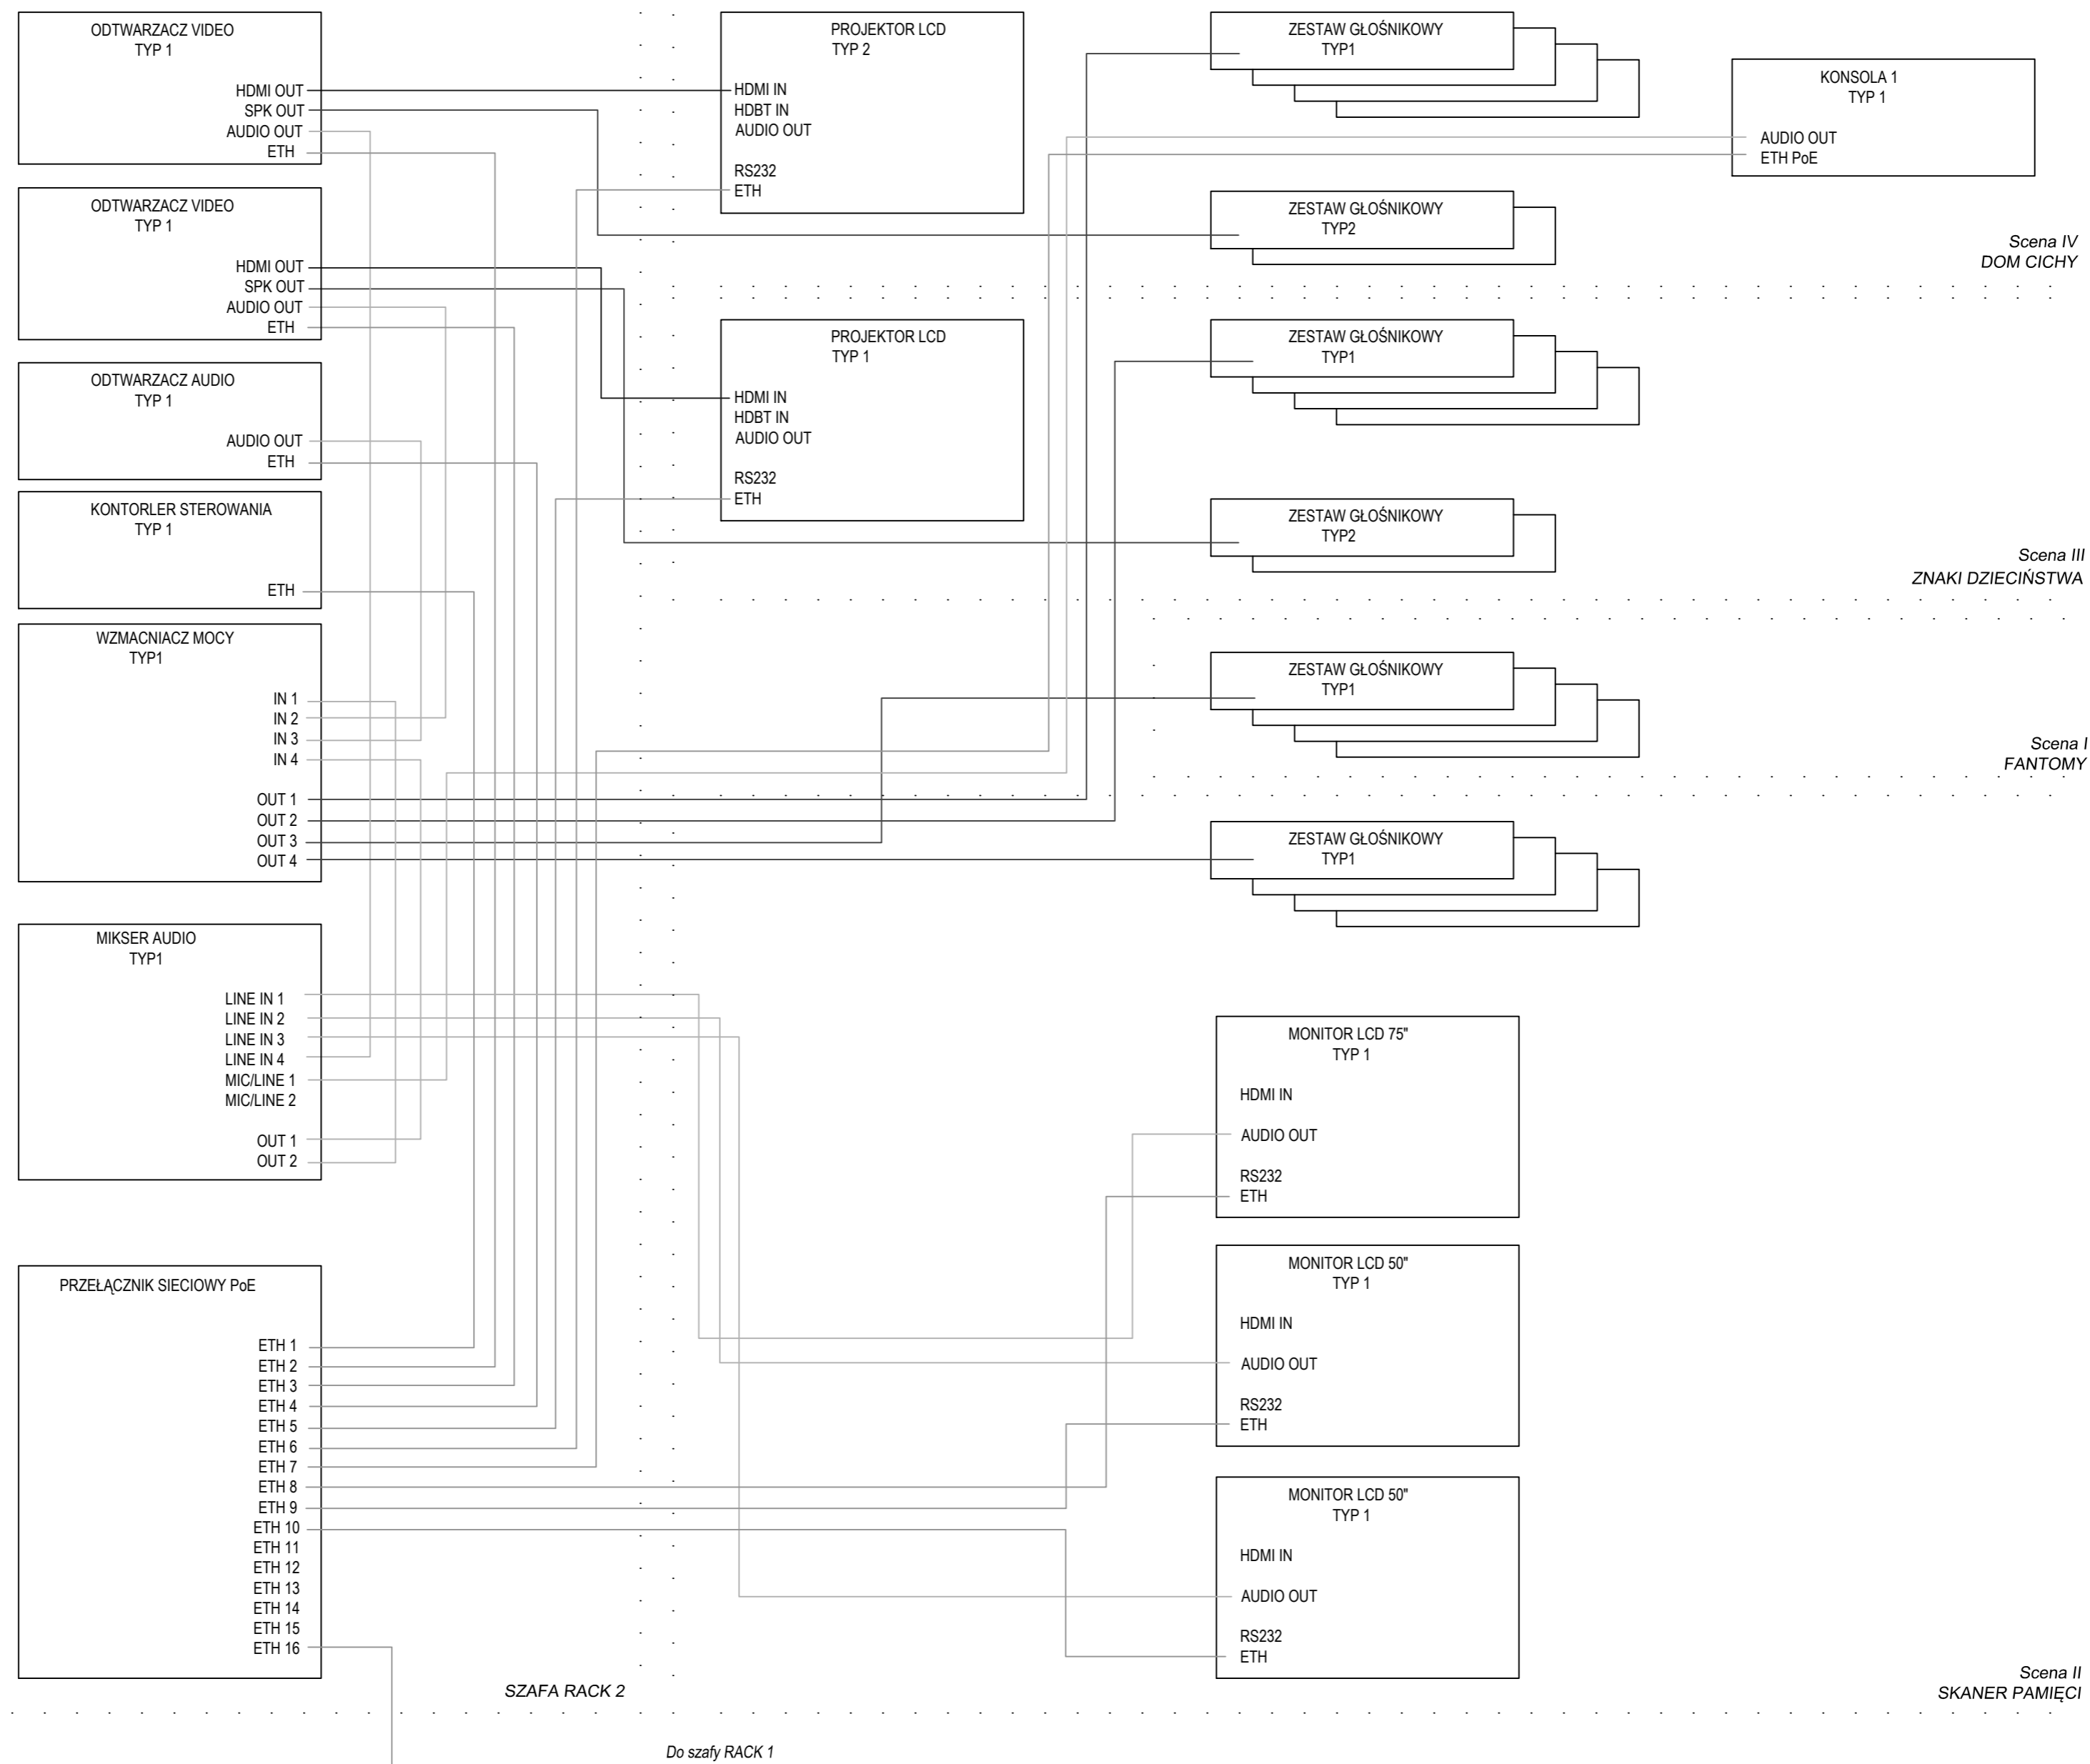 ODTWARZACZ VIDEO
TYP 1
HDMI OUT
SPK OUT
AUDIO OUT
ETH
ODTWARZACZ VIDEO
TYP 1
HDMI OUT
SPK OUT
AUDIO OUT
ETH
ODTWARZACZ AUDIO
TYP 1
AUDIO OUT
ETH
KONTORLER STEROWANIA
TYP 1
ETH
WZMACNIACZ MOCY
TYP1
IN 1
IN 2
IN 3
IN 4
OUT 1
OUT 2
OUT 3
OUT 4
MIKSER AUDIO
TYP1
LINE IN 1
LINE IN 2
LINE IN 3
LINE IN 4
MIC/LINE 1
MIC/LINE 2
OUT 1
OUT 2
PRZEŁĄCZNIK SIECIOWY PoE
ETH 1
ETH 2
ETH 3
ETH 4
ETH 5
ETH 6
ETH 7
ETH 8
ETH 9
ETH 10
ETH 11
ETH 12
ETH 13
ETH 14
ETH 15
ETH 16
SZAFA RACK 2
PROJEKTOR LCD
TYP 2
HDMI IN
HDBT IN
AUDIO OUT
RS232
ETH
PROJEKTOR LCD
TYP 1
HDMI IN
HDBT IN
AUDIO OUT
RS232
ETH
ZESTAW GŁOŚNIKOWY
TYP1
KONSOLA 1
TYP 1
AUDIO OUT
ETH PoE
ZESTAW GŁOŚNIKOWY
TYP2
Scena IV
DOM CICHY
ZESTAW GŁOŚNIKOWY
TYP1
ZESTAW GŁOŚNIKOWY
TYP2
Scena III
ZNAKI DZIECIŃSTWA
ZESTAW GŁOŚNIKOWY
TYP1
Scena I
FANTOMY
ZESTAW GŁOŚNIKOWY
TYP1
MONITOR LCD 75"
TYP 1
HDMI IN
AUDIO OUT
RS232
ETH
MONITOR LCD 50"
TYP 1
HDMI IN
AUDIO OUT
RS232
ETH
MONITOR LCD 50"
TYP 1
HDMI IN
AUDIO OUT
RS232
ETH
Scena II
SKANER PAMIĘCI
Do szafy RACK 1